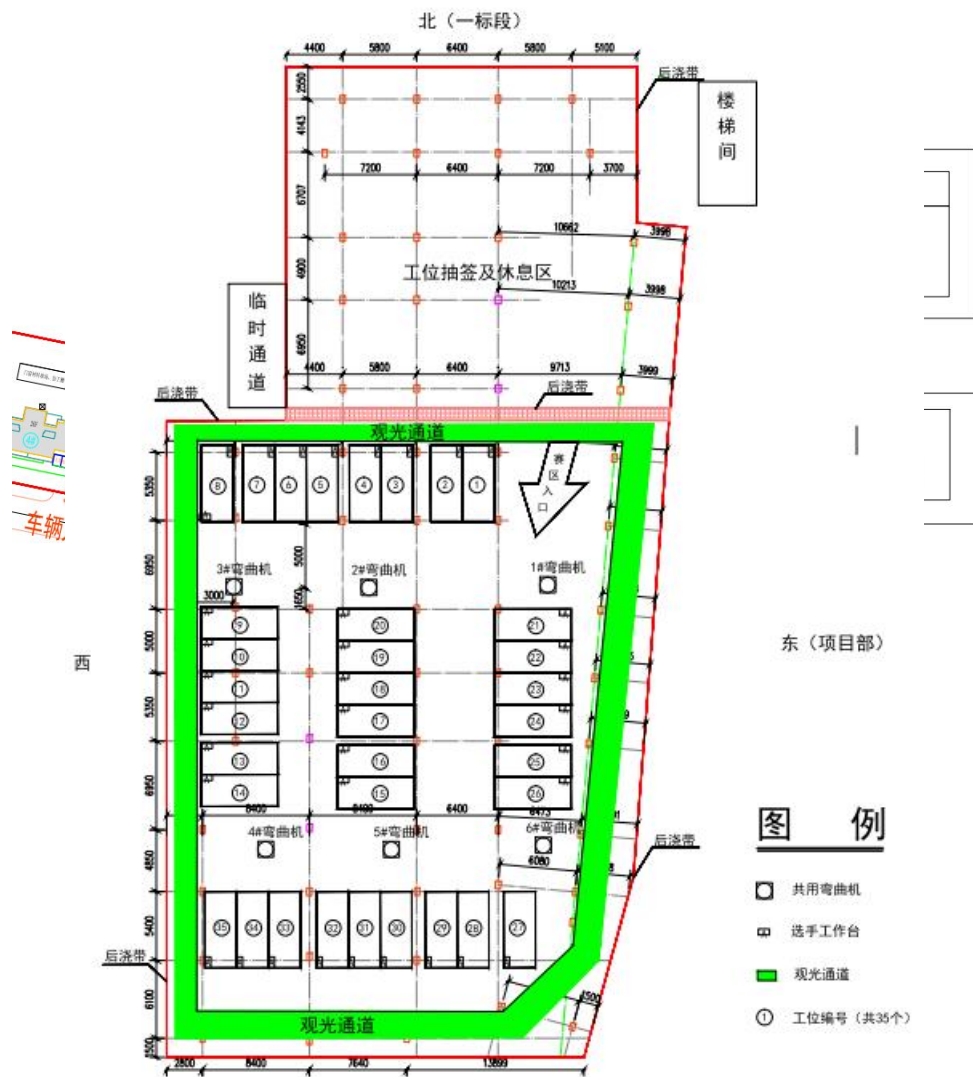 北（一标段）
4400 5800 6400 5800 5100
后浇带
楼梯间
2550
4143
7200 6400 7200 3700
6707
10662 3998
工位抽签及休息区
4900
10213 3998
临时通道
6950
4400 5800 6400 9713 3999
后浇带
后浇带
观光通道
赛区入口
8 7 6 5 4 3 2 1
5350
车辆
6950
5000
3#弯曲机 2#弯曲机 1#弯曲机
1650
3000
9 20 21
10 19 22
5000
东（项目部）
西
11 18 23
12 17 24
5350
13 16 25
14 15 26
6950
8400 8400 6400 6473
4#弯曲机 5#弯曲机 6#弯曲机
图 例
后浇带
4850
6080
共用弯曲机
35 34 33 32 31 30 29 28 27
选手工作台
5400
后浇带
观光通道
6100
1500
工位编号（共35个）
观光通道
1500
2800 8400 7640 13899